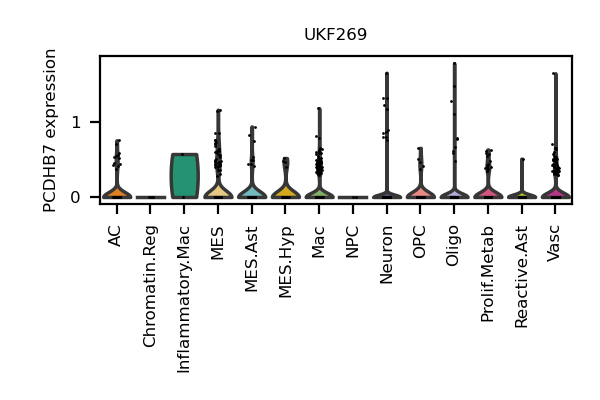 UKF269
PCDHB7 expression
1
0
AC
Chromatin.Reg
Inflammatory.Mac
MES
MES.Ast
MES.Hyp
Mac
NPC
Neuron
OPC
Oligo
Prolif.Metab
Reactive.Ast
Vasc